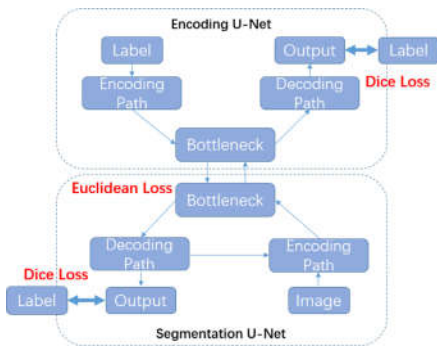 Encoding U-Net
Label
Output
Label
Encoding
Path
Decoding
Path
Dice Loss
Bottleneck
Euclidean Loss
Bottleneck
Decoding
Path
Encoding
Path
Dice Loss
Label
Output
Image
Segmentation U-Net